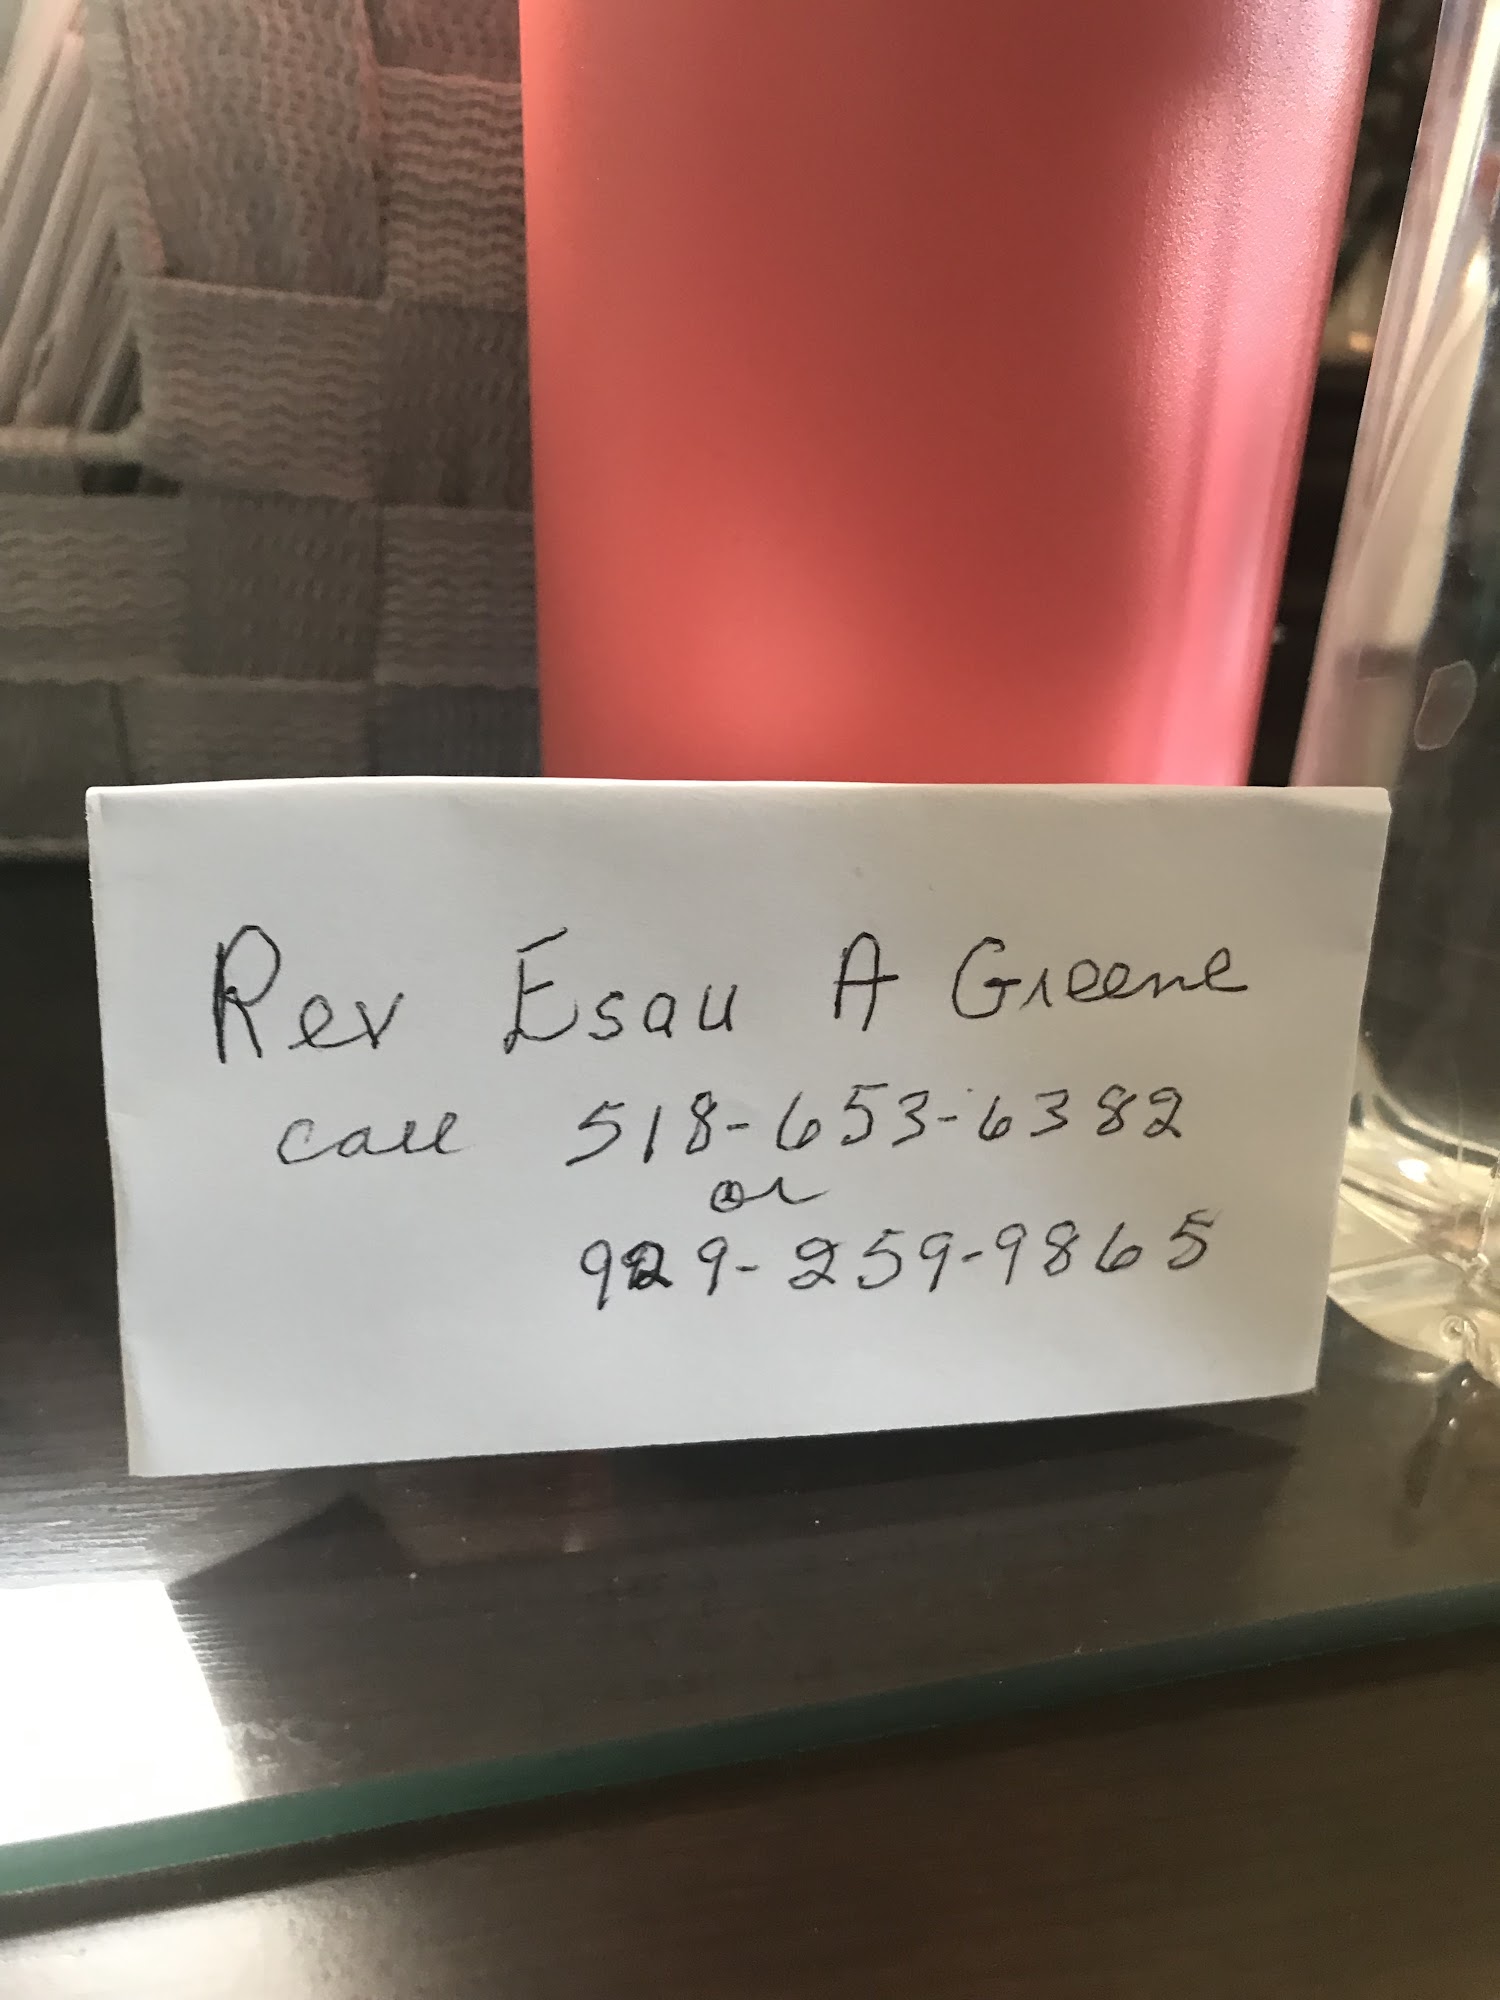 Rev Esau A Greene
call 518-653-6382
or
929-259-9865